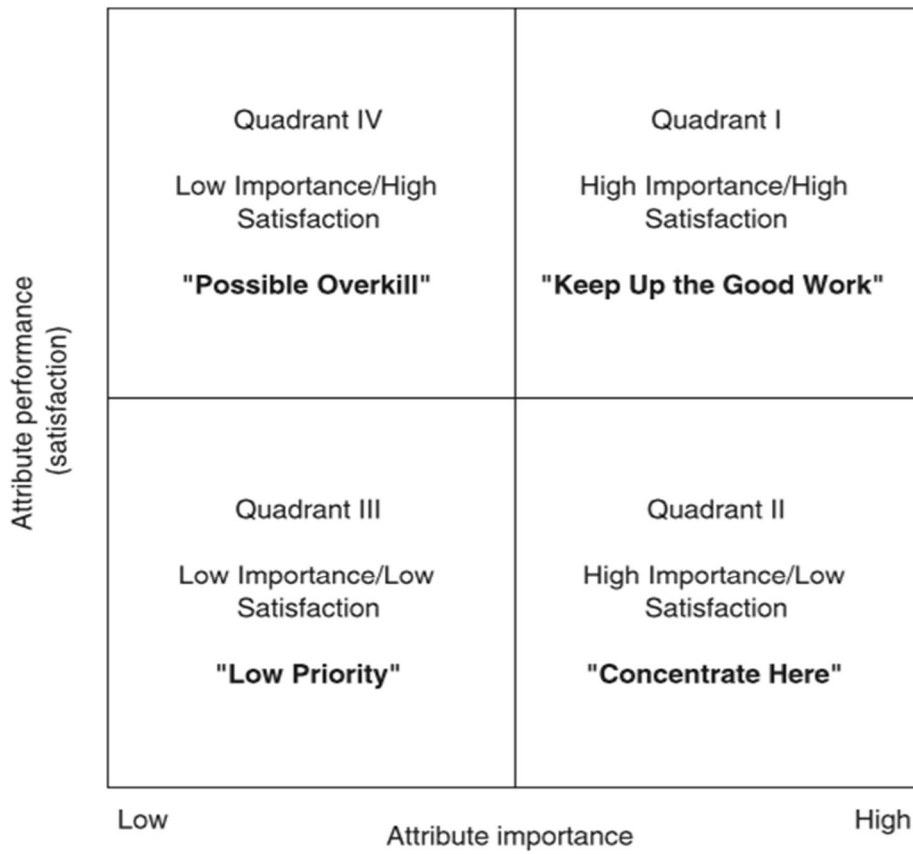 Quadrant IV
Low Importance/High
Satisfaction
"Possible Overkill"
Quadrant I
High Importance/High
Satisfaction
"Keep Up the Good Work"
Attribute performance
(satisfaction)
Quadrant III
Low Importance/Low
Satisfaction
"Low Priority"
Quadrant II
High Importance/Low
Satisfaction
"Concentrate Here"
Low
Attribute importance
High